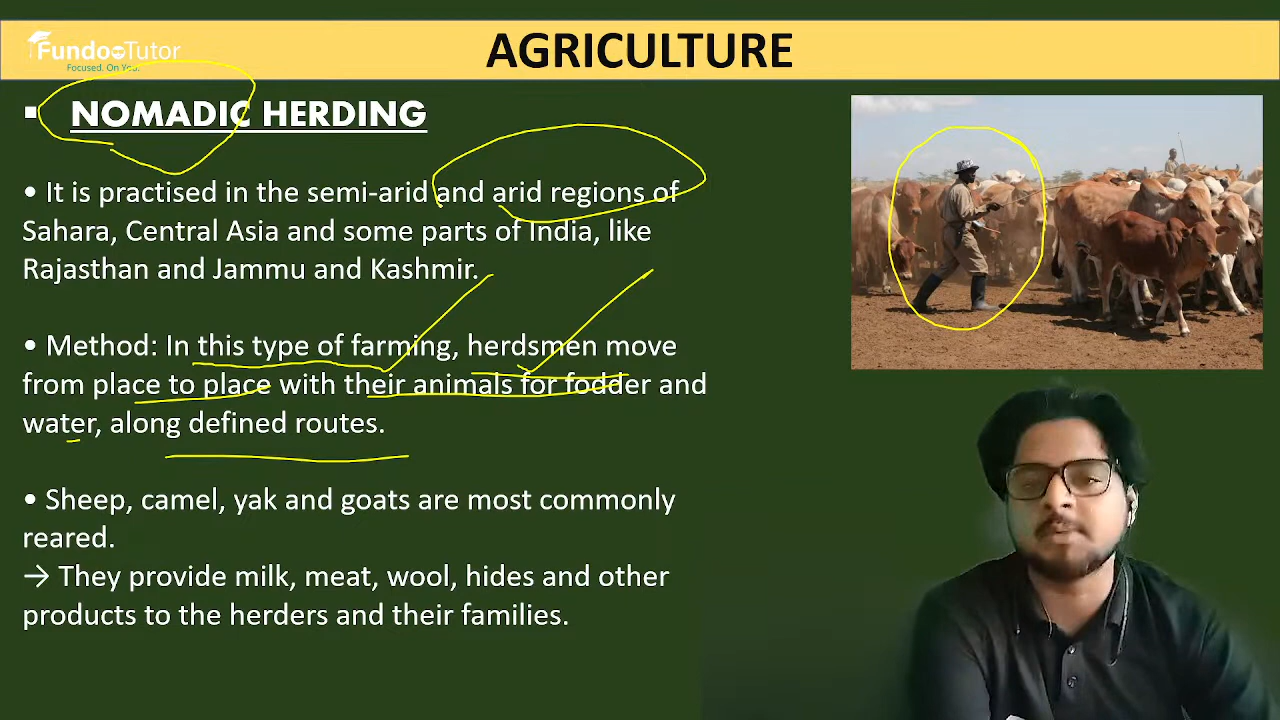 FundooTutor
Focused. On You.
AGRICULTURE
▪ NOMADIC HERDING
• It is practised in the semi-arid and arid regions of
Sahara, Central Asia and some parts of India, like
Rajasthan and Jammu and Kashmir.
• Method: In this type of farming, herdsmen move
from place to place with their animals for fodder and
water, along defined routes.
• Sheep, camel, yak and goats are most commonly
reared.
→ They provide milk, meat, wool, hides and other
products to the herders and their families.